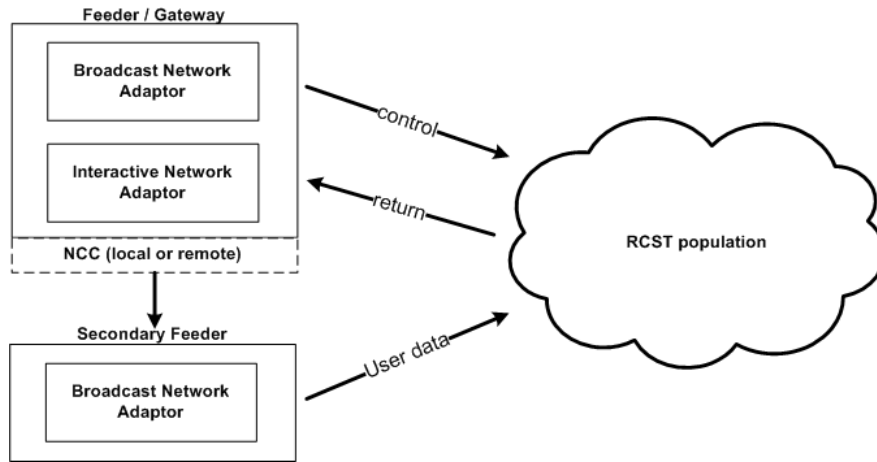 Feeder / Gateway
Broadcast Network
Adaptor
control
Interactive Network
Adaptor
return
RCST population
NCC (local or remote)
Secondary Feeder
User data
Broadcast Network
Adaptor